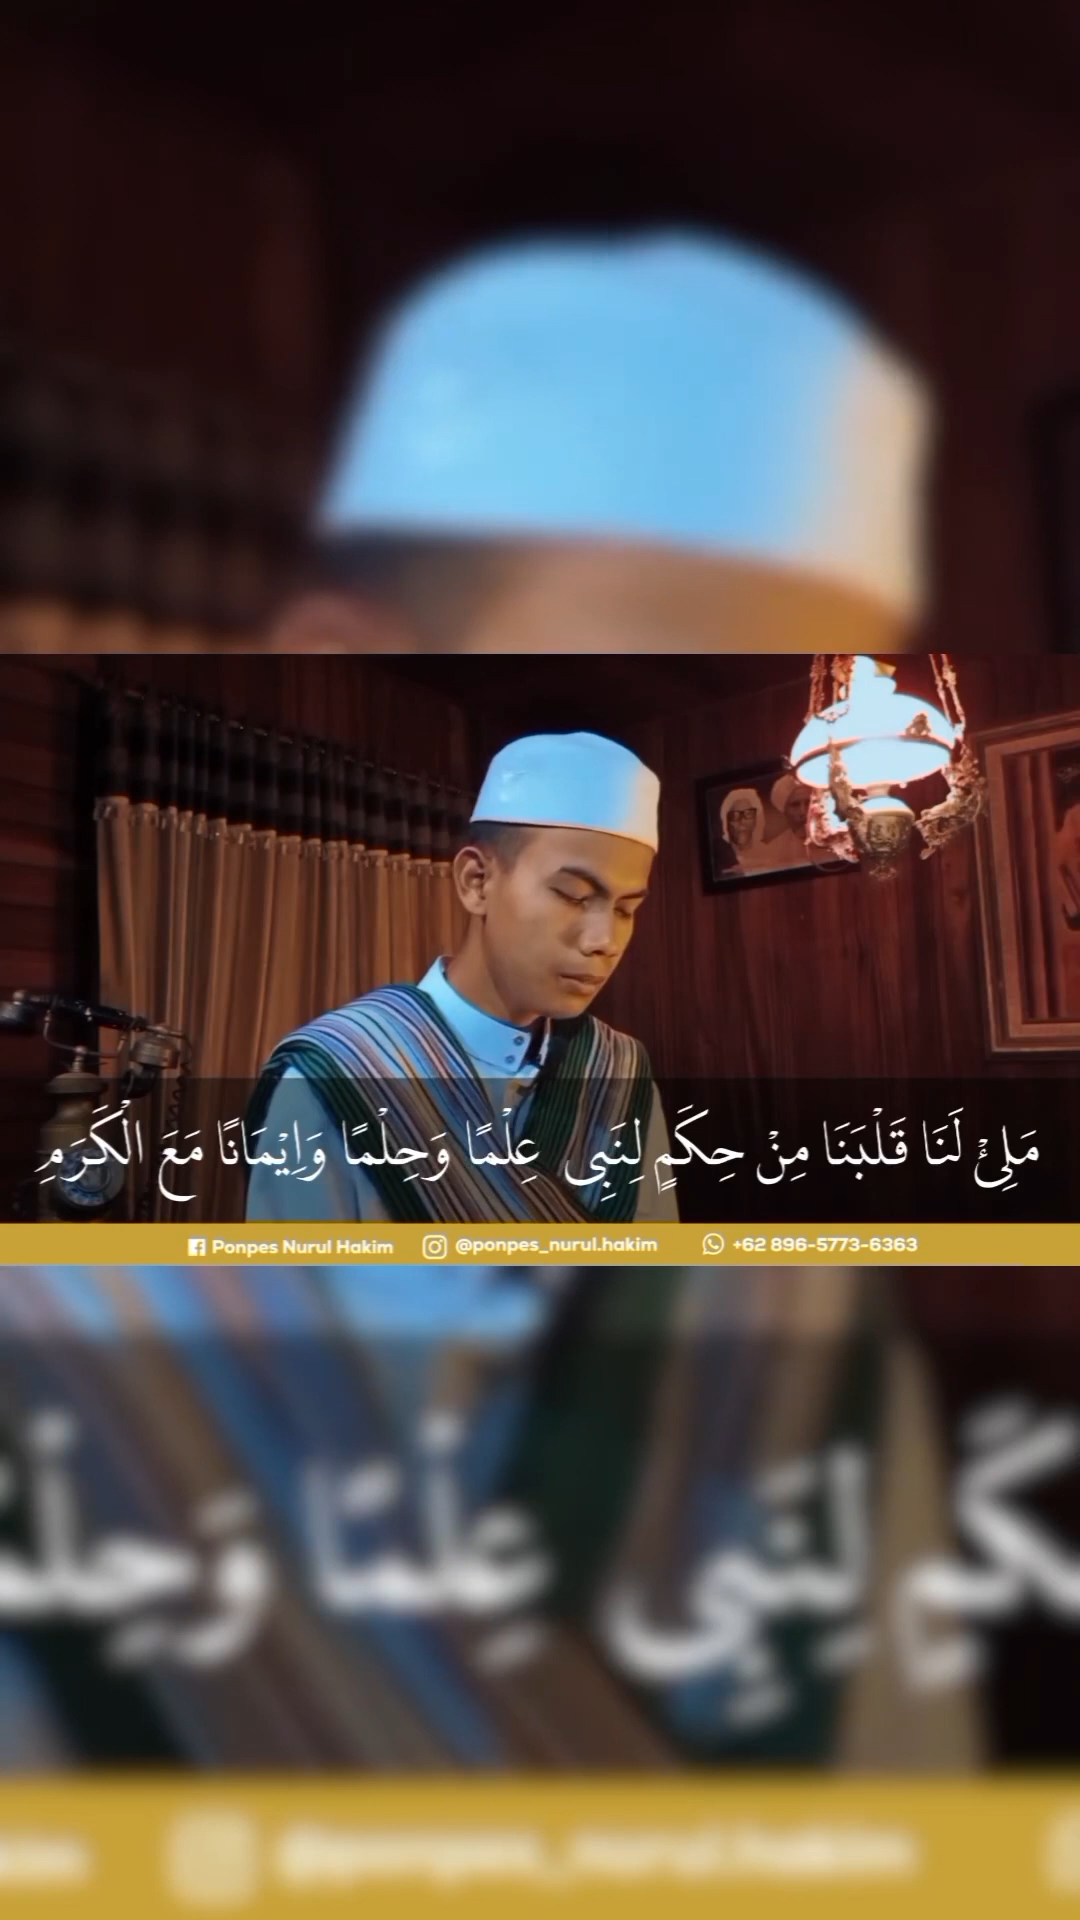 مَلِئْ لَنَا قَلْبَنَا مِنْ حِكَمٍ لِنَبِى عِلْمًا وَحِلْمًا وَاِيْمَانًا مَعَ الْكَرَمِ
Ponpes Nurul Hakim @ponpes_nurul.hakim +62 896-5773-6363